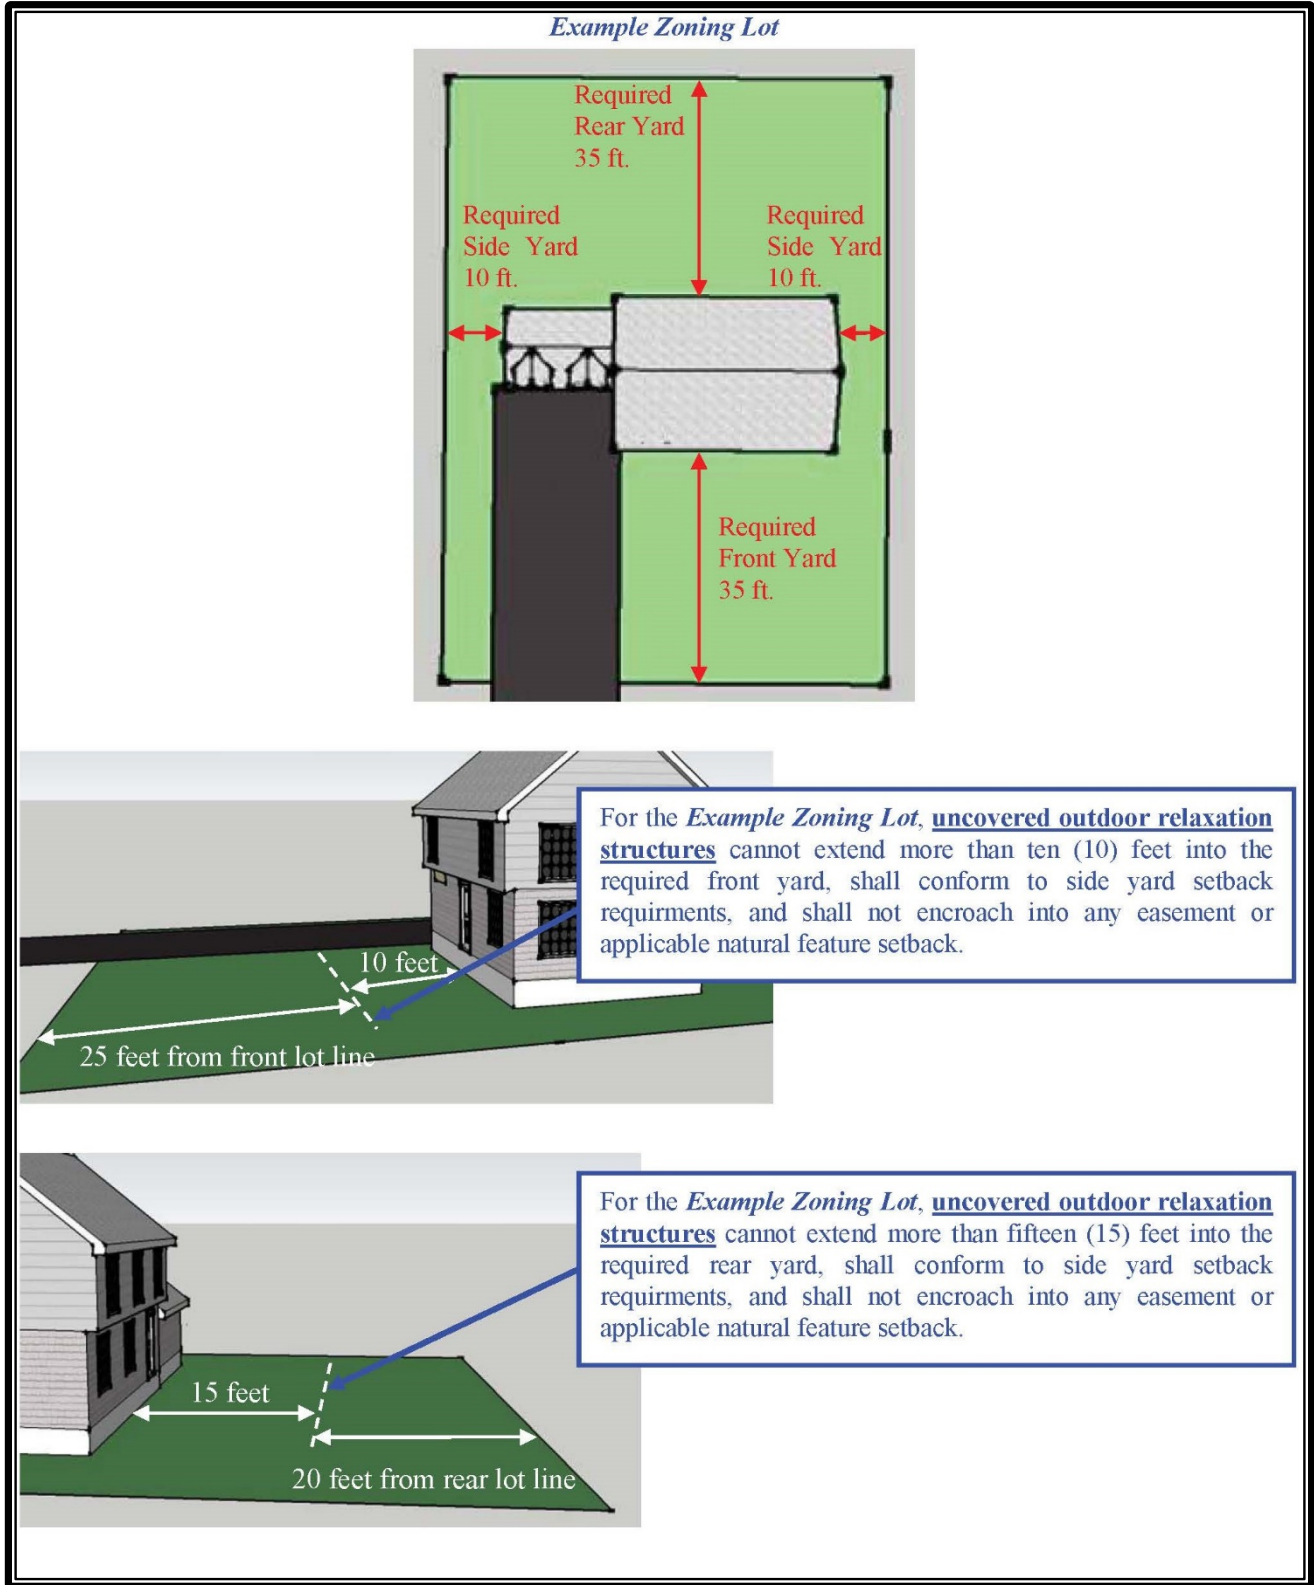 Example Zoning Lot
Required
Rear Yard
35 ft.
Required
Side Yard
10 ft.
Required
Side Yard
10 ft.
Required
Front Yard
35 ft.
For the Example Zoning Lot, uncovered outdoor relaxation
structures cannot extend more than ten (10) feet into the
required front yard, shall conform to side yard setback
requirments, and shall not encroach into any easement or
applicable natural feature setback.
10 feet
25 feet from front lot line
For the Example Zoning Lot, uncovered outdoor relaxation
structures cannot extend more than fifteen (15) feet into the
required rear yard, shall conform to side yard setback
requirments, and shall not encroach into any easement or
applicable natural feature setback.
15 feet
20 feet from rear lot line